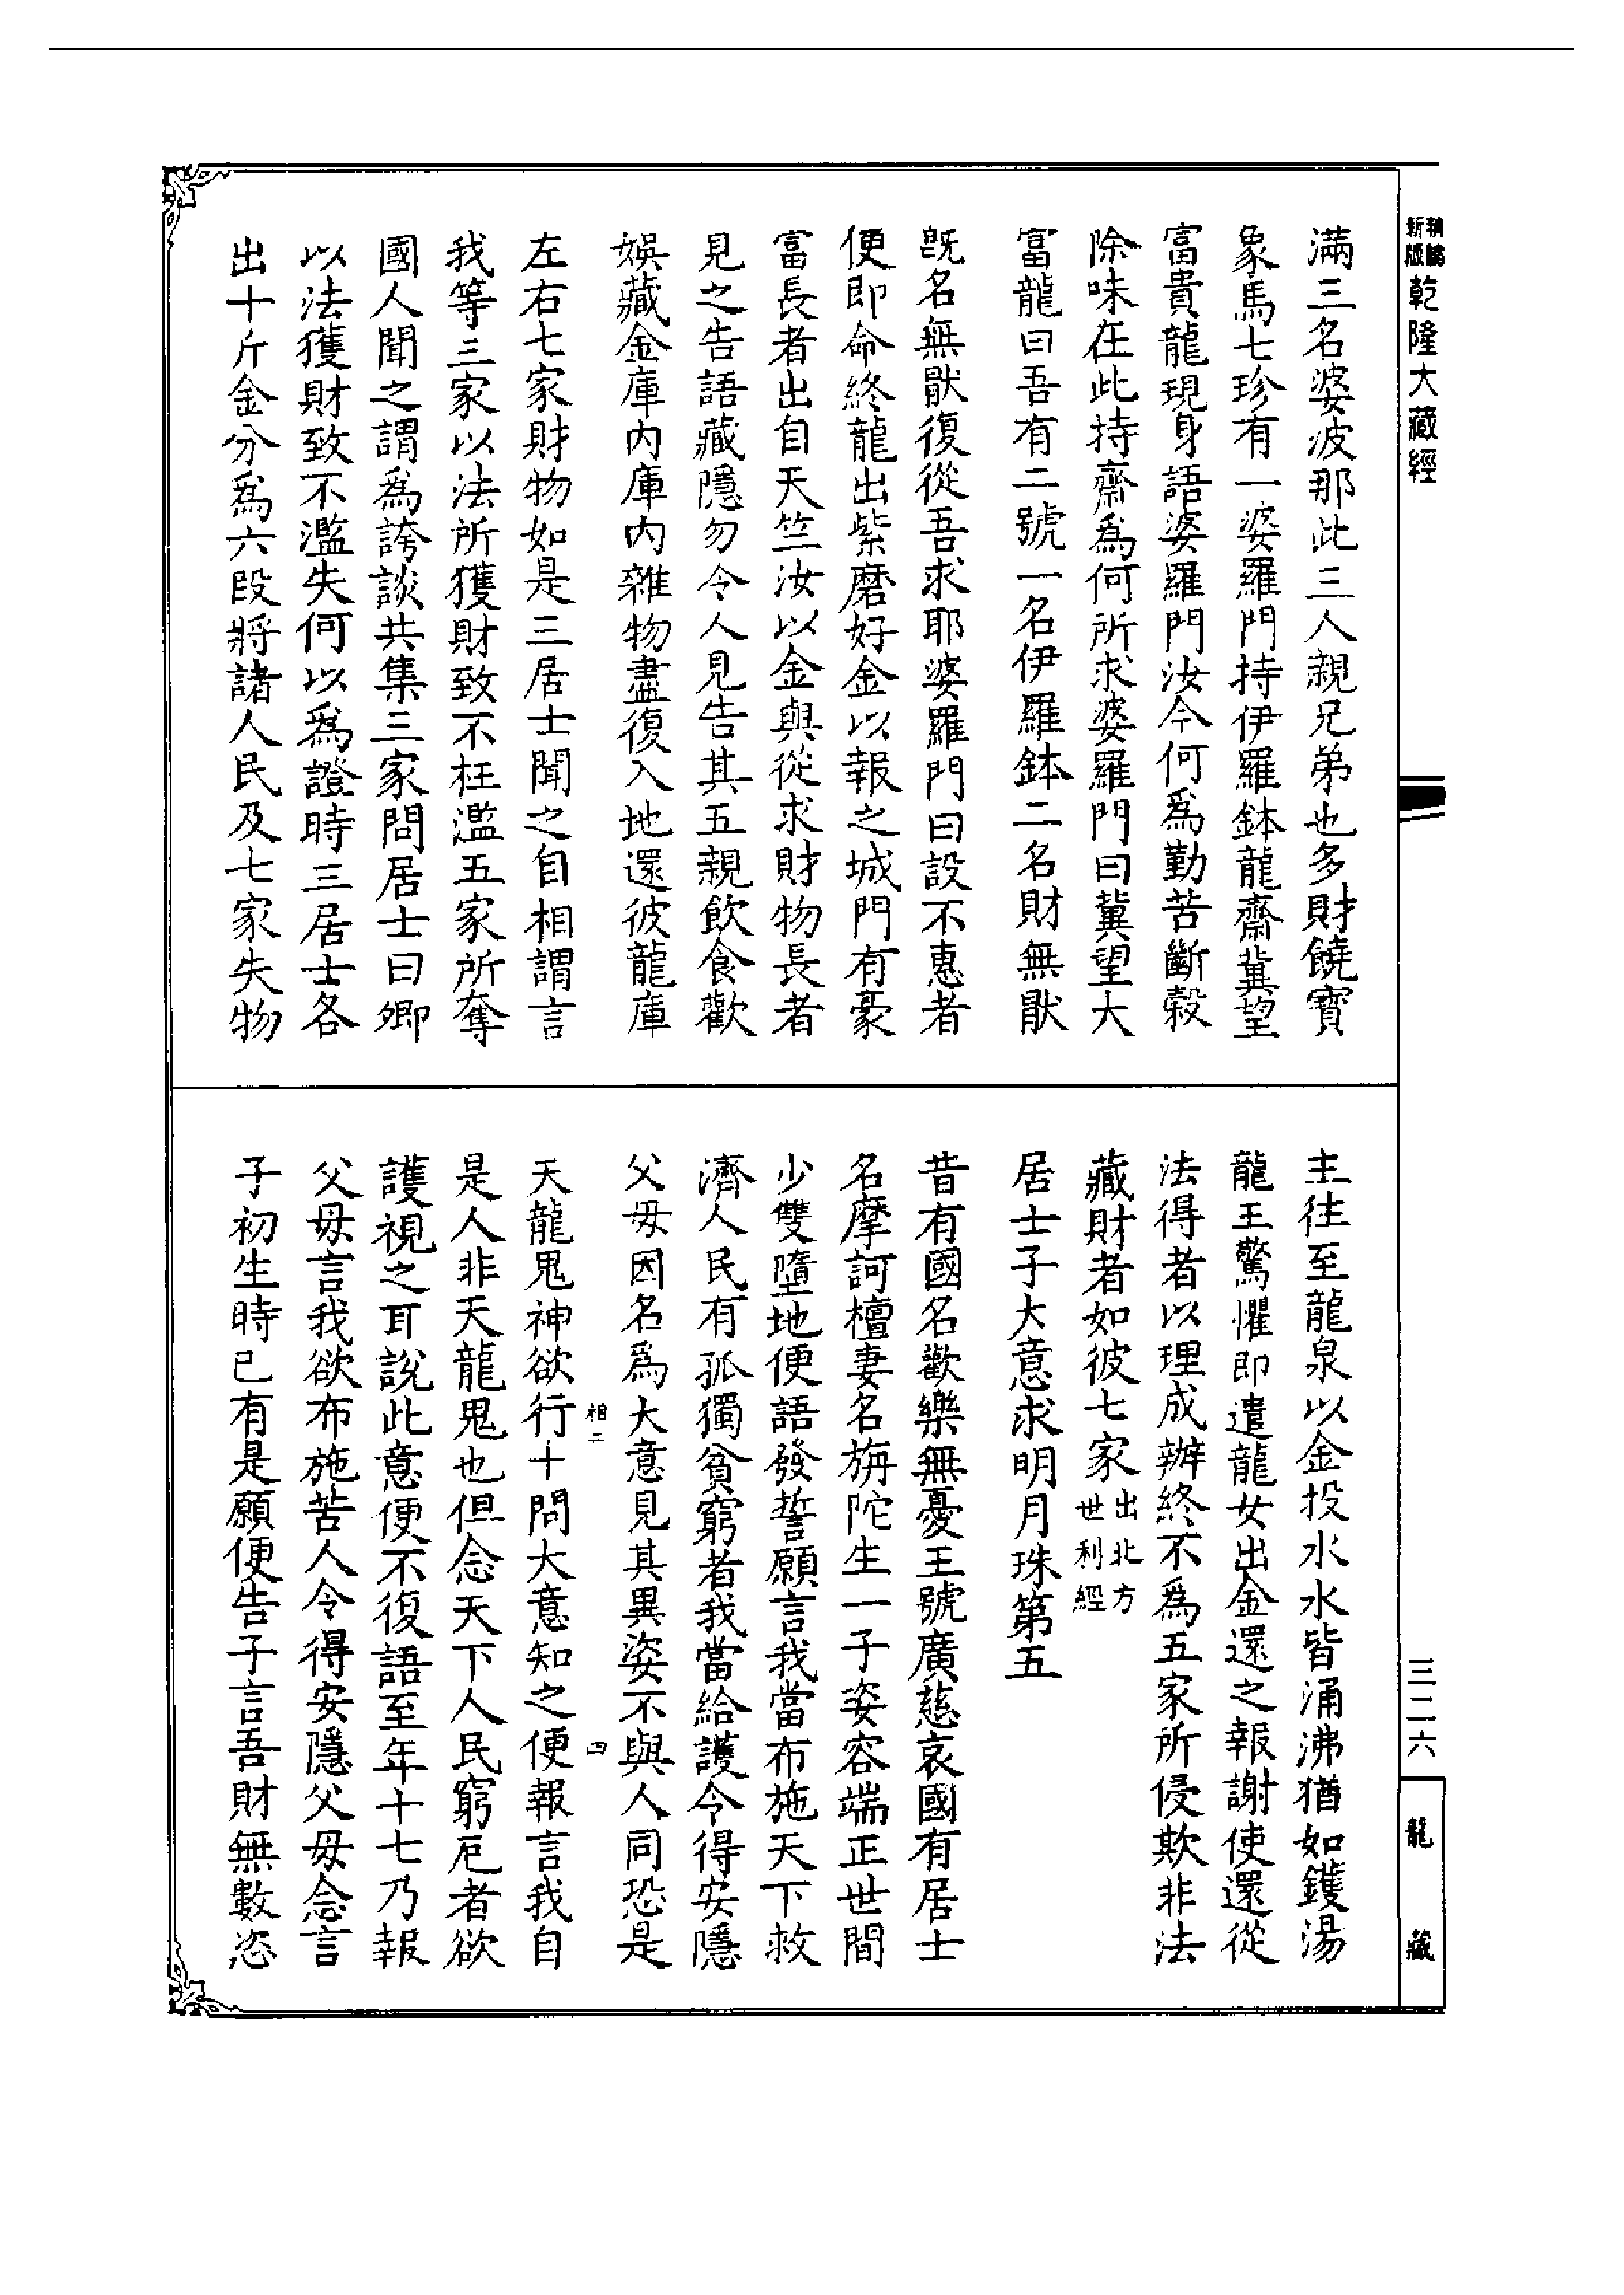 新版
乾隆大藏經
滿三名婆波那此三人親兄弟也多財饒寶
象馬七珍有一婆羅門持伊羅鉢龍齋冀望
富貴龍現身語婆羅門汝今何為勤苦斷穀
除味在此持齋為何所求婆羅門曰冀望大
富龍曰吾有二號一名伊羅鉢二名財無猒
既名無猒復從吾求耶婆羅門曰設不惠者
便即命終龍出紫磨好金以報之城門有豪
富長者出自天竺汝以金與從求財物長者
見之告語藏隱勿令人見告其五親飲食歡
娛藏金庫內庫內雜物盡復入地還彼龍庫
左右七家財物如是三居士聞之自相謂言
我等三家以法所獲財致不枉濫五家所奪
國人聞之謂為誇談共集三家問居士曰卿
以法獲財致不濫失何以為證時三居士各
出十斤金分為六段將諸人民及七家失物
主往至龍泉以金投水水皆涌沸猶如鑊湯
龍王驚懼即遣龍女出金還之報謝使還從
法得者以理成辦終不為五家所侵欺非法
藏財者如彼七家出北方世利經
居士子大意求明月珠第五
昔有國名歡樂無憂王號廣慈哀國有居士
名摩訶檀妻名旃陀生一子姿容端正世間
少雙墮地便語發誓願言我當布施天下救
濟人民有孤獨貧窮者我當給護令得安隱
父母因名為大意見其異姿不與人同恐是
天龍鬼神欲行十問大意知之便報言我自
是人非天龍鬼也但念天下人民窮厄者欲
護視之耳說此意便不復語至年十七乃報
父母言我欲布施苦人令得安隱父母念言
子初生時已有是願便告子言吾財無數恣
三二六
龍藏
四